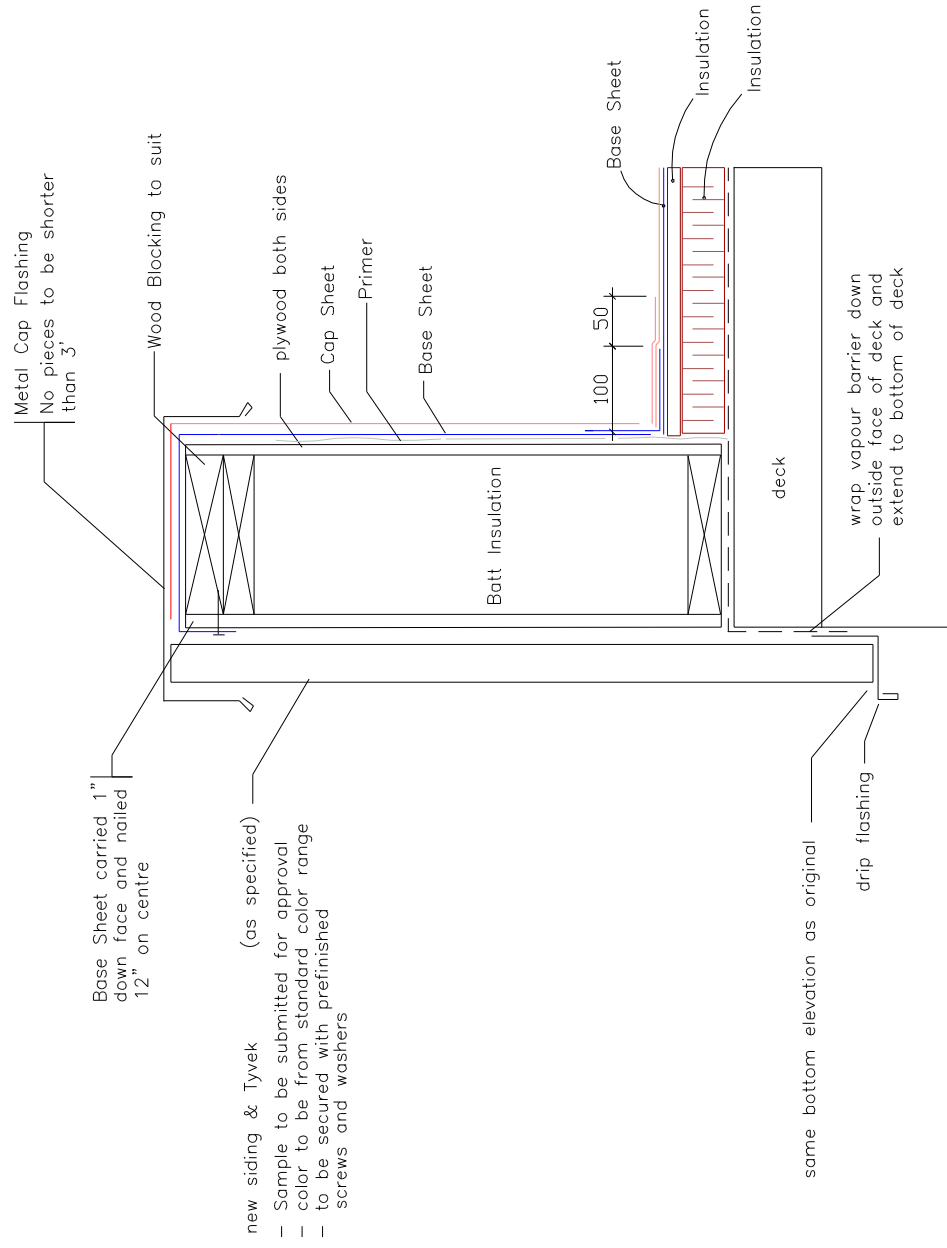 Metal Cap Flashing
No pieces to be shorter
than 3'
Wood Blocking to suit
plywood both sides
Cap Sheet
Primer
Base Sheet
Base Sheet
Insulation
Insulation
100
50
Batt Insulation
deck
wrap vapour barrier down
outside face of deck and
extend to bottom of deck
Base Sheet carried 1"
down face and nailed
12" on centre
new siding & Tyvek (as specified)
- Sample to be submitted for approval
- color to be from standard color range
- to be secured with prefinished
screws and washers
same bottom elevation as original
drip flashing